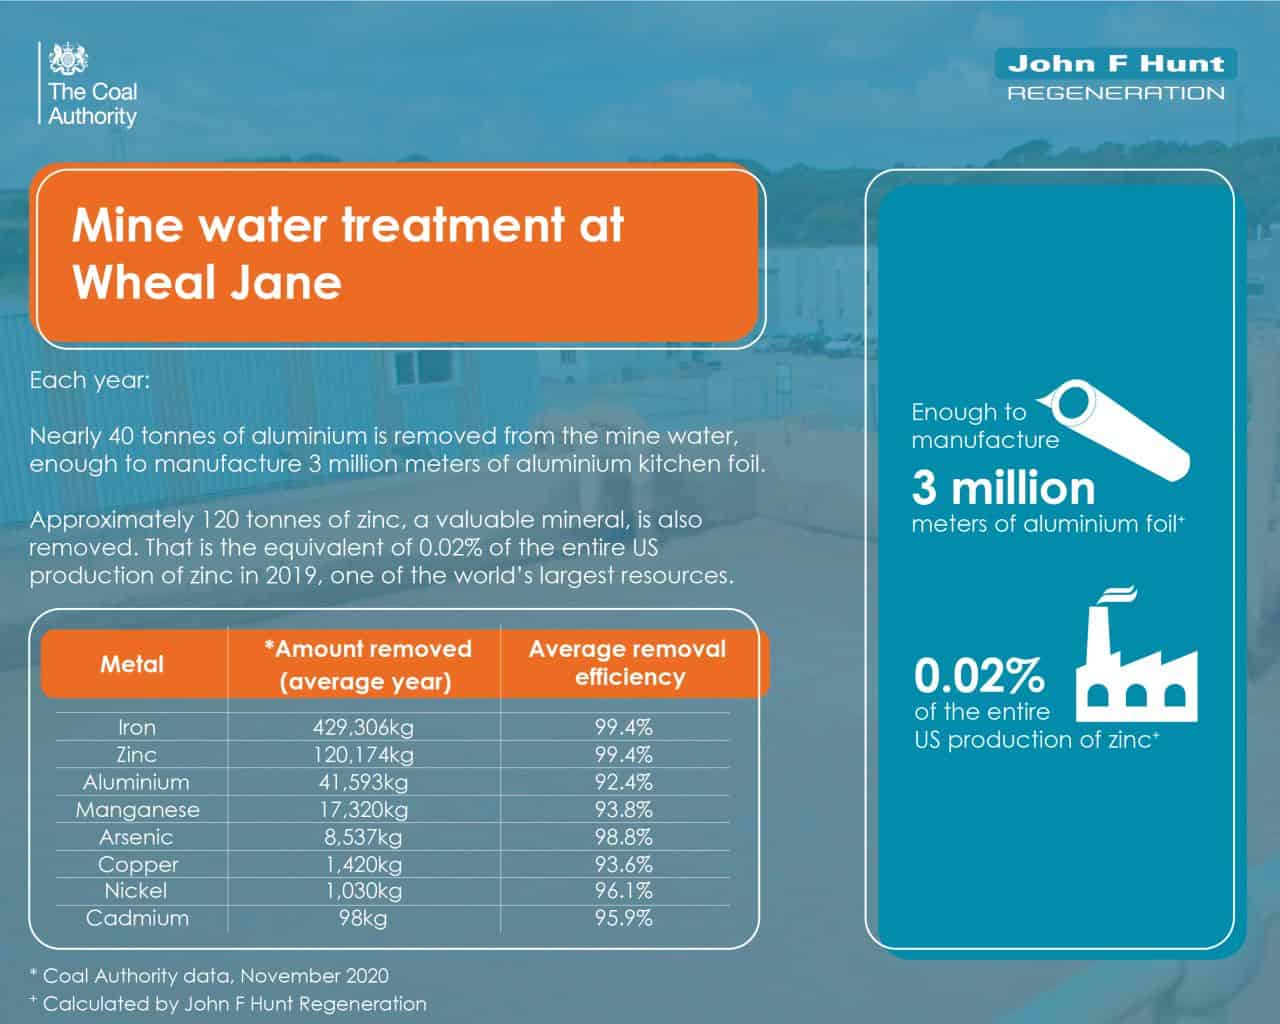 The Coal
Authority
John F Hunt
REGENERATION
Mine water treatment at
Wheal Jane
Each year:
Nearly 40 tonnes of aluminium is removed from the mine water,
enough to manufacture 3 million meters of aluminium kitchen foil.
Approximately 120 tonnes of zinc, a valuable mineral, is also
removed. That is the equivalent of 0.02% of the entire US
production of zinc in 2019, one of the world's largest resources.
Metal *Amount removed (average year) Average removal efficiency
Iron 429,306kg 99.4%
Zinc 120,174kg 99.4%
Aluminium 41,593kg 92.4%
Manganese 17,320kg 93.8%
Arsenic 8,537kg 98.8%
Copper 1,420kg 93.6%
Nickel 1,030kg 96.1%
Cadmium 98kg 95.9%
* Coal Authority data, November 2020
+ Calculated by John F Hunt Regeneration
Enough to
manufacture
3 million
meters of aluminium foil+
0.02%
of the entire
US production of zinc+